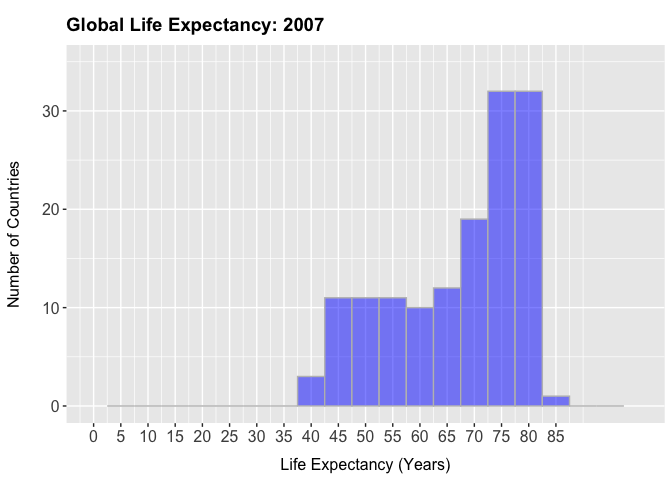 Global Life Expectancy: 2007
Number of Countries
30
20
10
0
0 5 10 15 20 25 30 35 40 45 50 55 60 65 70 75 80 85
Life Expectancy (Years)